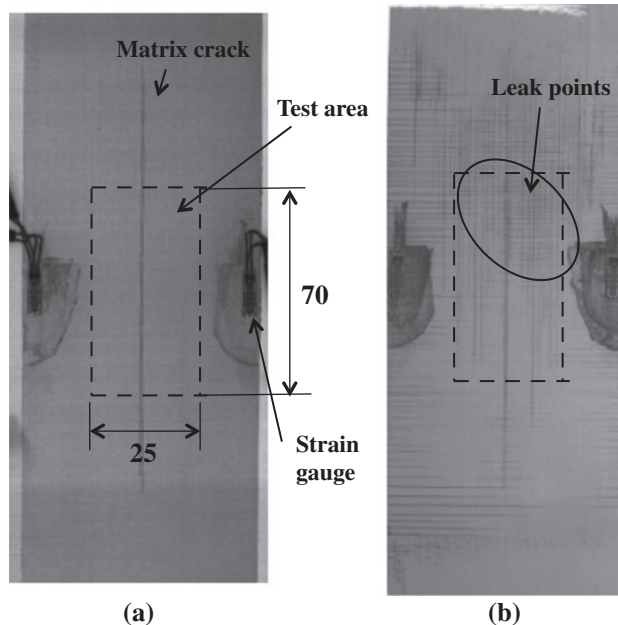 Matrix crack
Test area
70
25
Strain
gauge
(a)
Leak points
(b)